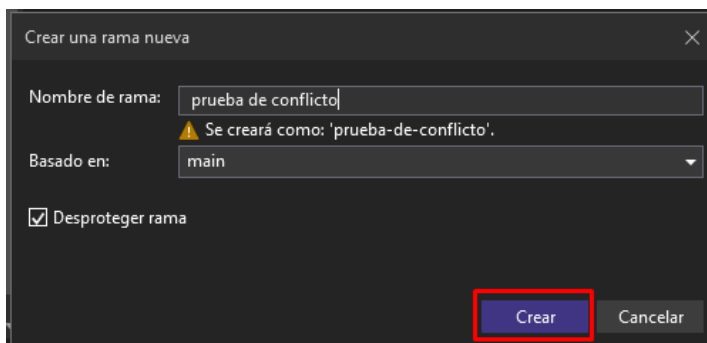 Crear una rama nueva
Nombre de rama: prueba de conflicto
Se creará como: 'prueba-de-conflicto'.
Basado en: main
Desproteger rama
Crear Cancelar